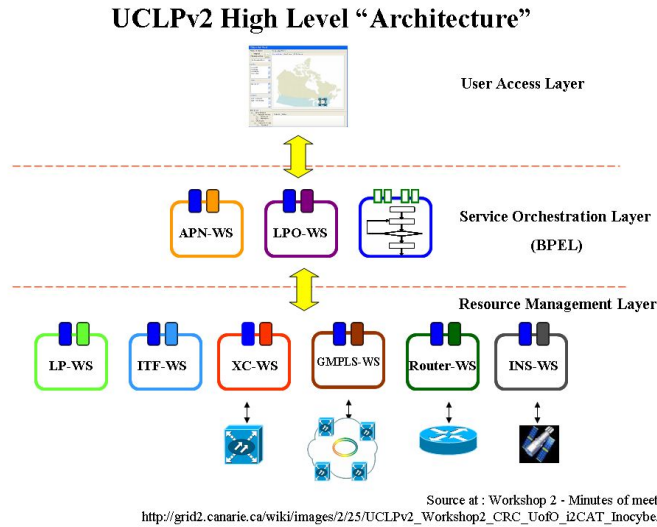 UCLPv2 High Level “Architecture”
User Access Layer
APN-WS
LPO-WS
Service Orchestration Layer
(BPEL)
Resource Management Layer
LP-WS
ITF-WS
XC-WS
GMPLS-WS
Router-WS
INS-WS
Source at : Workshop 2 - Minutes of meet
http://grid2.canarie.ca/wiki/images/2/25/UCLPv2_Workshop2_CRC_UofO_i2CAT_Inocybe